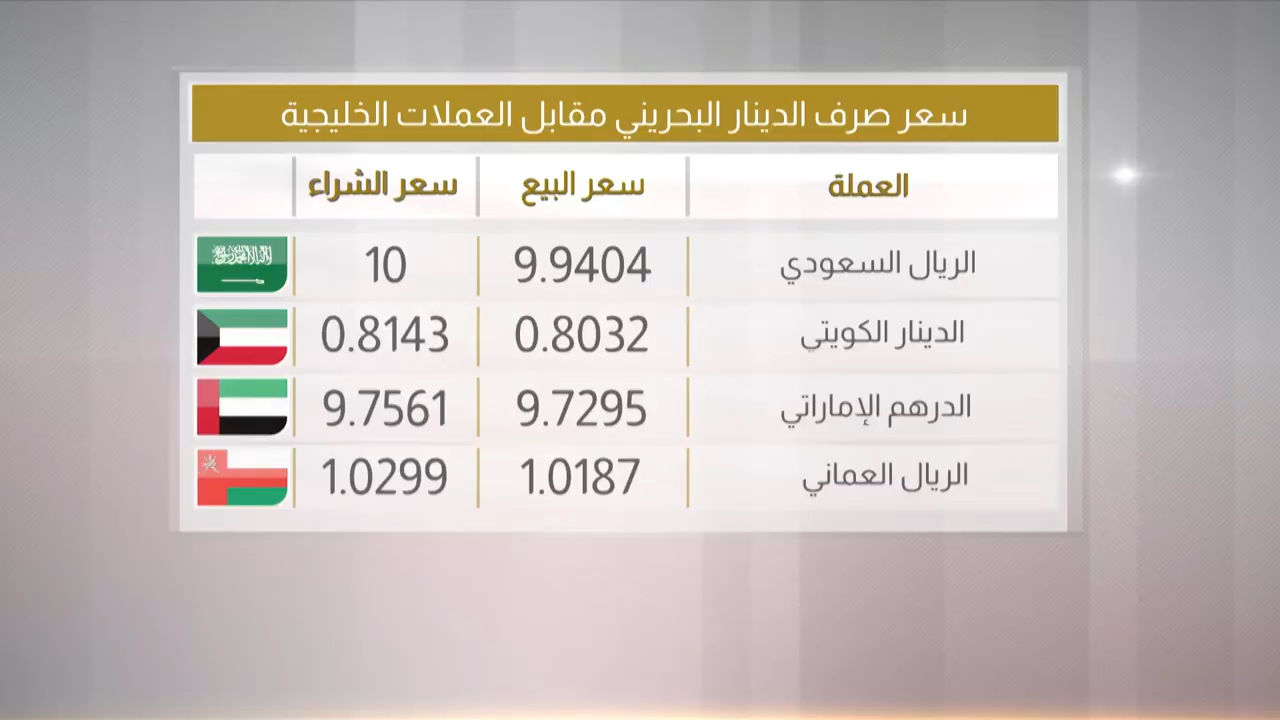 سعر صرف الدينار البحريني مقابل العملات الخليجية
العملة سعر البيع سعر الشراء
الريال السعودي 9.9404 10
الدينار الكويتي 0.8032 0.8143
الدرهم الإماراتي 9.7295 9.7561
الريال العماني 1.0187 1.0299